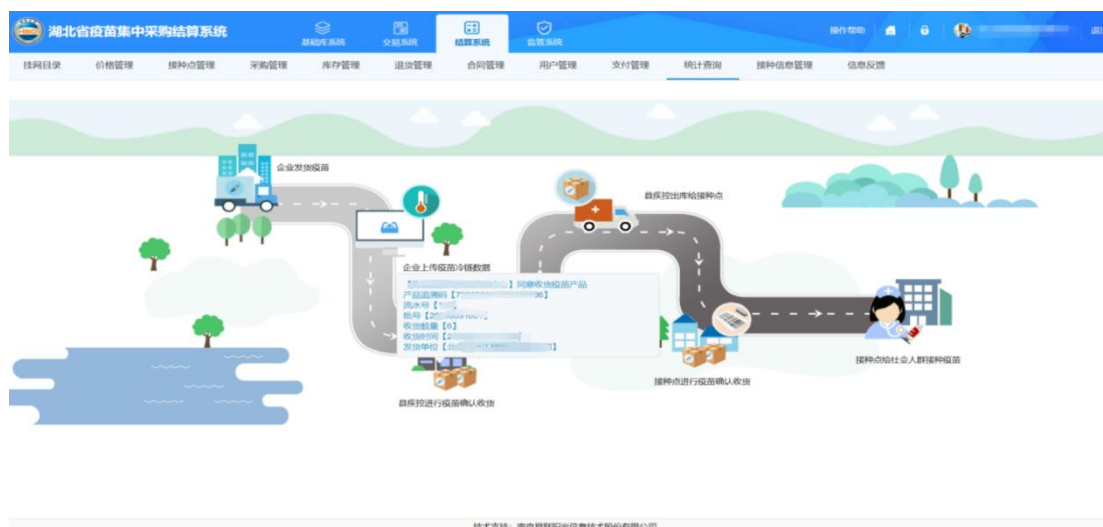 湖北省疫苗集中采购结算系统
基础库系统
交易系统
结算系统
监管系统
操作帮助
挂网目录 价格管理 接种点管理 采购管理 库存管理 退货管理 合同管理 用户管理 支付管理 统计查询 接种信息管理 信息反馈
企业发货疫苗
县疾控出库给接种点
企业上传疫苗冷链数据
】同意收货疫苗产品
产品追溯码【
流水号【
批号【
收货数量【6】
收货时间【
发货单位【
接种点给社会人群接种疫苗
接种点进行疫苗确认收货
县疾控进行疫苗确认收货